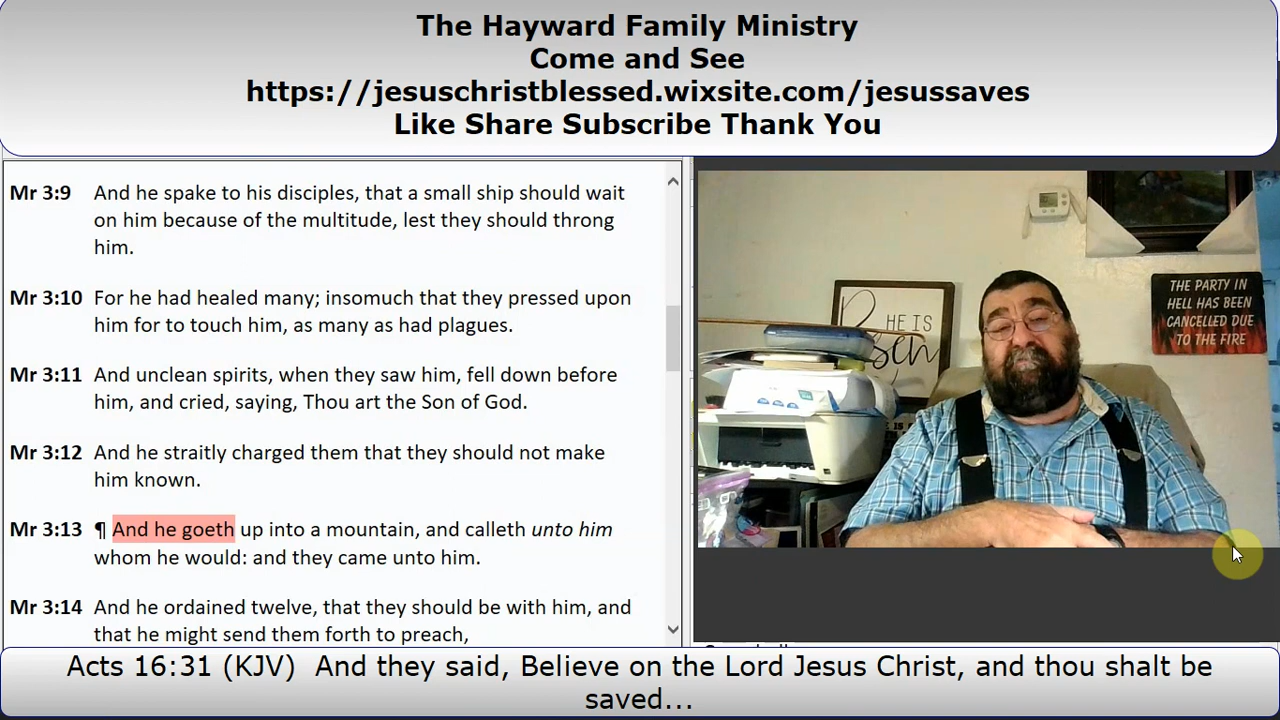 The Hayward Family Ministry
Come and See
https://jesuschristblessed.wixsite.com/jesussaves
Like Share Subscribe Thank You
Mr 3:9 And he spake to his disciples, that a small ship should wait
on him because of the multitude, lest they should throng
him.
Mr 3:10 For he had healed many; insomuch that they pressed upon
him for to touch him, as many as had plagues.
Mr 3:11 And unclean spirits, when they saw him, fell down before
him, and cried, saying, Thou art the Son of God.
Mr 3:12 And he straitly charged them that they should not make
him known.
Mr 3:13 ¶ And he goeth up into a mountain, and calleth unto him
whom he would: and they came unto him.
Mr 3:14 And he ordained twelve, that they should be with him, and
that he might send them forth to preach,
HE IS
Risen
THE PARTY IN
HELL HAS BEEN
CANCELLED DUE
TO THE FIRE
Acts 16:31 (KJV) And they said, Believe on the Lord Jesus Christ, and thou shalt be
saved...